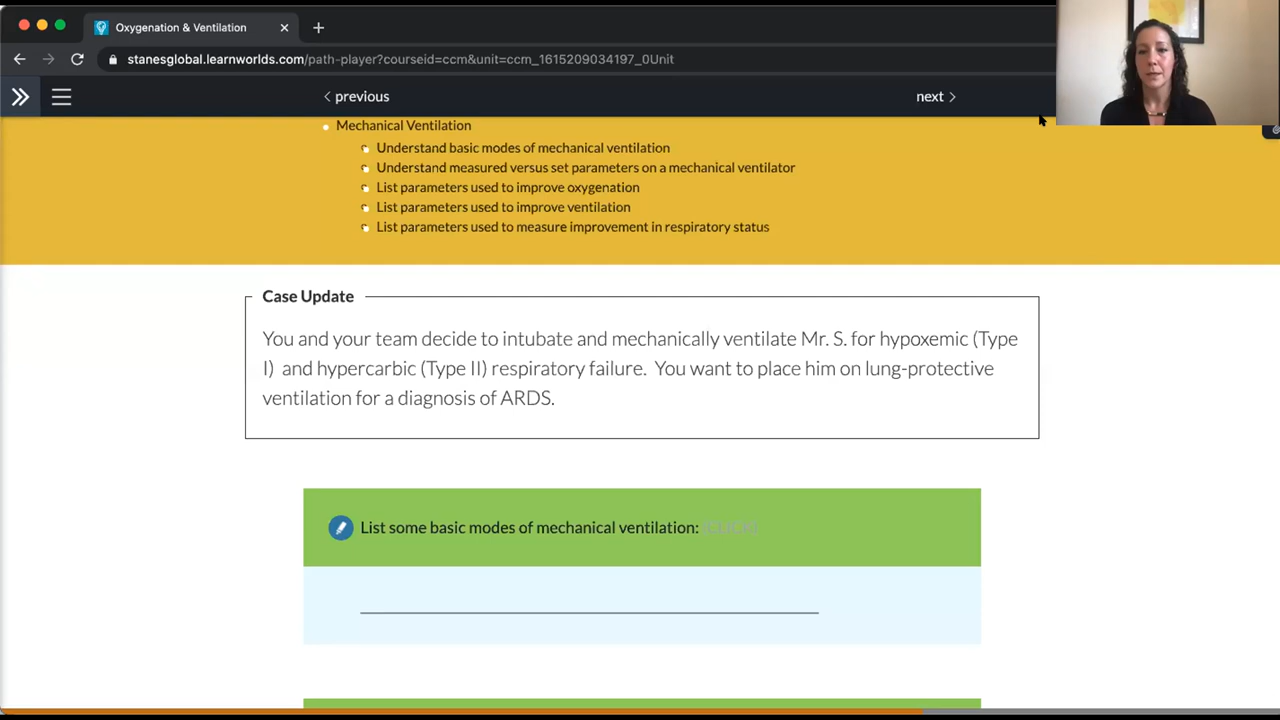 Oxygenation & Ventilation
stanesglobal.learnworlds.com/path-player?courseid=ccm&unit=ccm_1615209034197_0Unit
previous
next
Mechanical Ventilation
Understand basic modes of mechanical ventilation
Understand measured versus set parameters on a mechanical ventilator
List parameters used to improve oxygenation
List parameters used to improve ventilation
List parameters used to measure improvement in respiratory status
Case Update
You and your team decide to intubate and mechanically ventilate Mr. S. for hypoxemic (Type
I) and hypercarbic (Type II) respiratory failure. You want to place him on lung-protective
ventilation for a diagnosis of ARDS.
List some basic modes of mechanical ventilation: